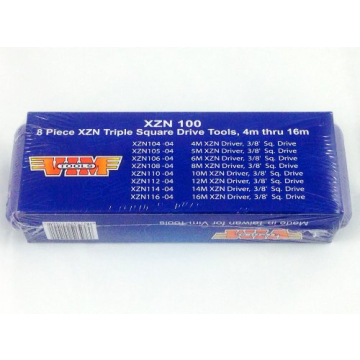 XZN 100
8 Piece XZN Triple Square Drive Tools, 4m thru 16m
XZN104 -04 4M XZN Driver, 3/8' Sq. Drive
XZN105 -04 5M XZN Driver, 3/8' Sq. Drive
XZN106 -04 6M XZN Driver, 3/8' Sq. Drive
XZN108 -04 8M XZN Driver, 3/8' Sq. Drive
XZN110 -04 10M XZN Driver, 3/8' Sq. Drive
XZN112 -04 12M XZN Driver, 3/8' Sq. Drive
XZN114 -04 14M XZN Driver, 3/8' Sq. Drive
XZN116 -04 16M XZN Driver, 3/8' Sq. Drive
VIM
TOOLS
Made in Taiwan for Vim-Tools
VIM